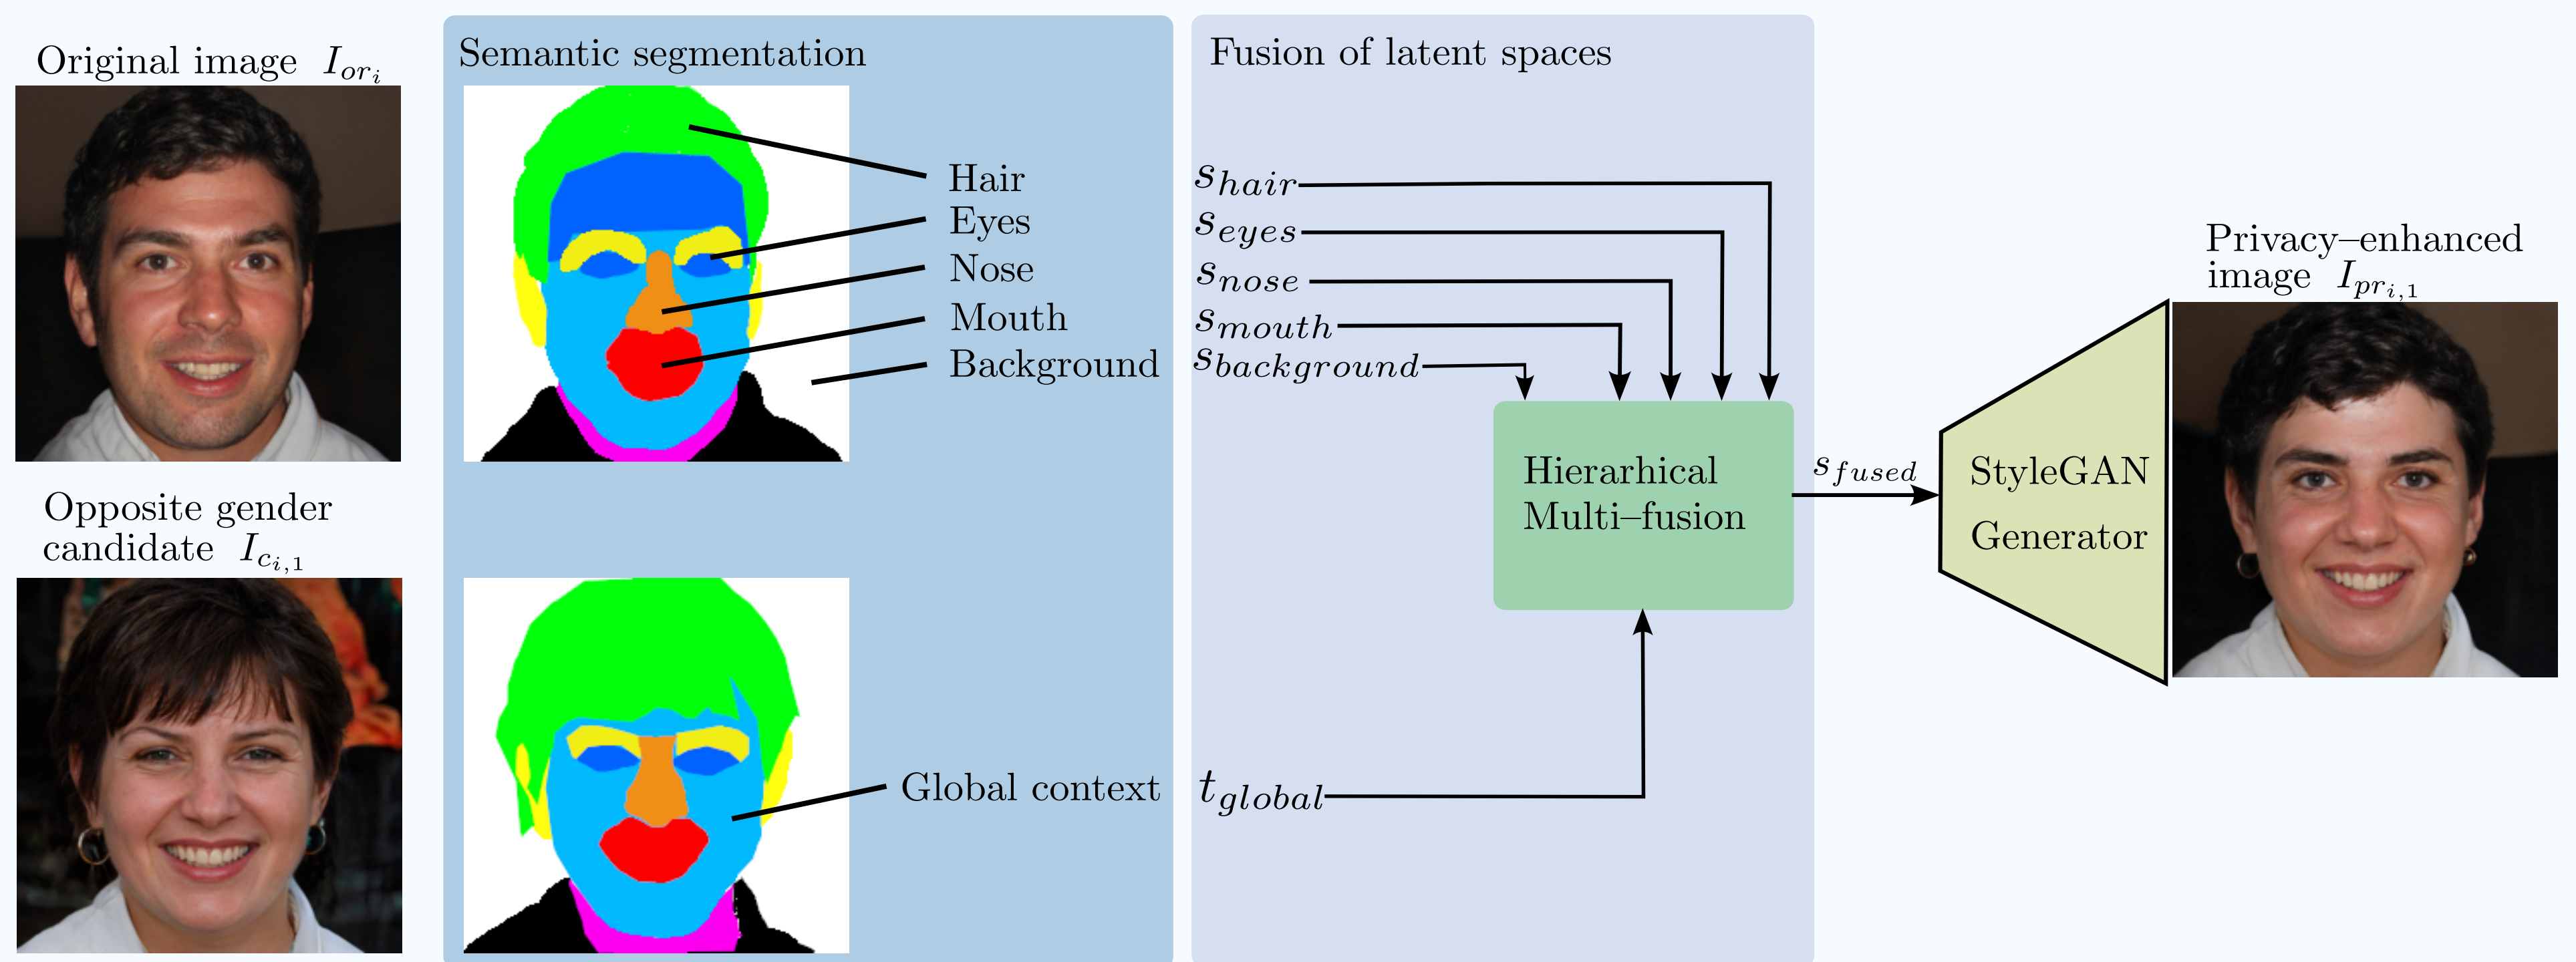 Original image I_{or_i}
Semantic segmentation
Hair
Eyes
Nose
Mouth
Background
Opposite gender
candidate I_{c_{i,1}}
Global context
Fusion of latent spaces
s_{hair}
s_{eyes}
s_{nose}
s_{mouth}
s_{background}
Hierarhical
Multi–fusion
t_{global}
s_{fused}
StyleGAN
Generator
Privacy–enhanced
image I_{pr_{i,1}}